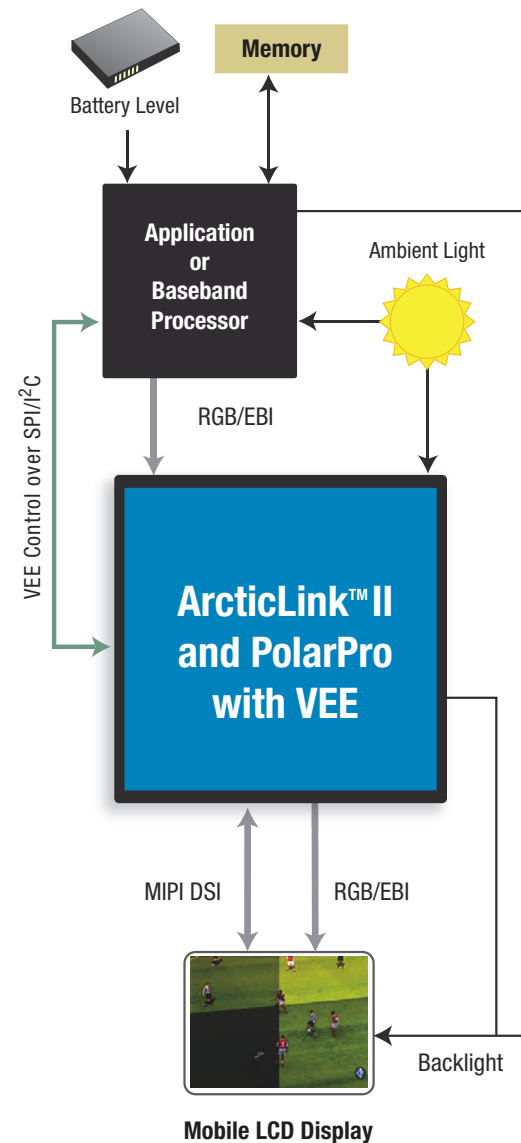 Memory
Battery Level
Application
or
Baseband
Processor
Ambient Light
VEE Control over SPI/I²C
RGB/EBI
ArcticLink™ II
and PolarPro
with VEE
MIPI DSI
RGB/EBI
Backlight
Mobile LCD Display